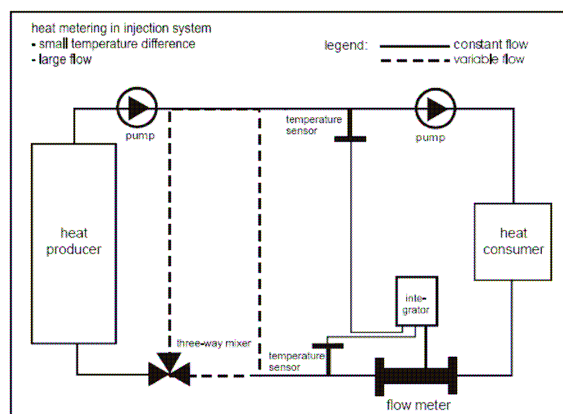 heat metering in injection system
- small temperature difference
- large flow
legend:
constant flow
variable flow
pump
temperature
sensor
pump
heat
producer
heat
consumer
inte-
grator
three-way mixer
temperature
sensor
flow meter